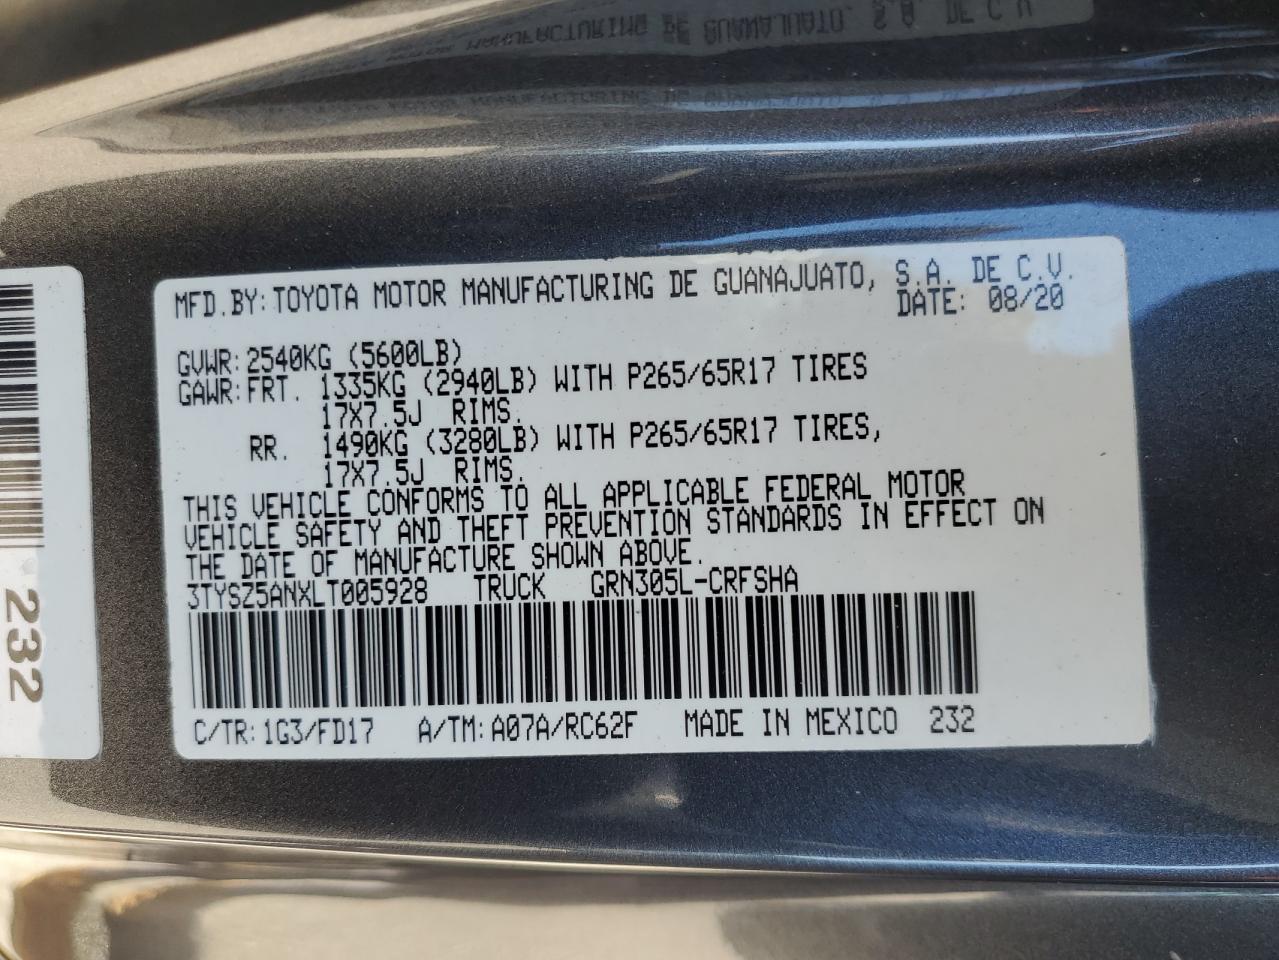 MFD.BY:TOYOTA MOTOR MANUFACTURING DE GUANAJUATO, S.A. DE C.V.
DATE: 08/20
GVWR:2540KG (5600LB)
GAWR:FRT. 1335KG (2940LB) WITH P265/65R17 TIRES
17X7.5J RIMS.
RR. 1490KG (3280LB) WITH P265/65R17 TIRES,
17X7.5J RIMS.
THIS VEHICLE CONFORMS TO ALL APPLICABLE FEDERAL MOTOR
VEHICLE SAFETY AND THEFT PREVENTION STANDARDS IN EFFECT ON
THE DATE OF MANUFACTURE SHOWN ABOVE.
3TYSZ5ANXLT005928 TRUCK GRN305L-CRFSHA
C/TR:1G3/FD17 A/TM:A07A/RC62F MADE IN MEXICO 232
232